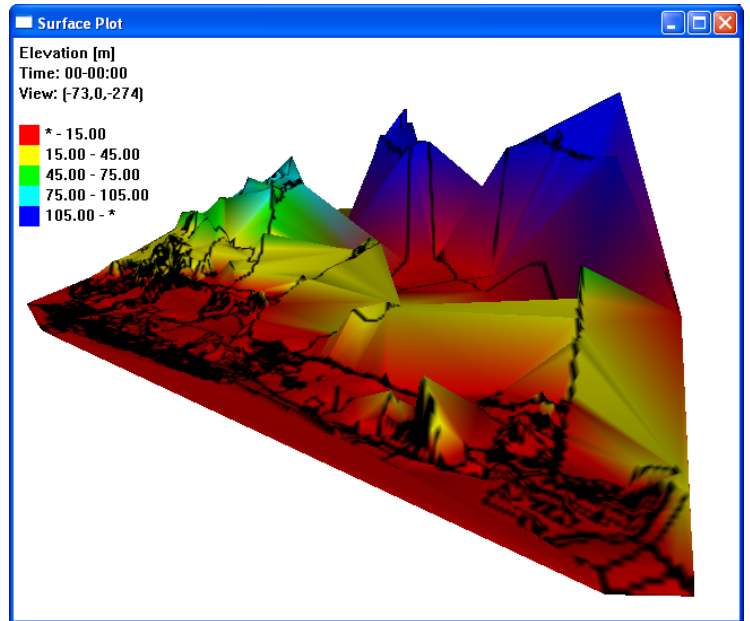 Surface Plot
Elevation [m]
Time: 00-00:00
View: (-73,0,-274)
* - 15.00
15.00 - 45.00
45.00 - 75.00
75.00 - 105.00
105.00 - *